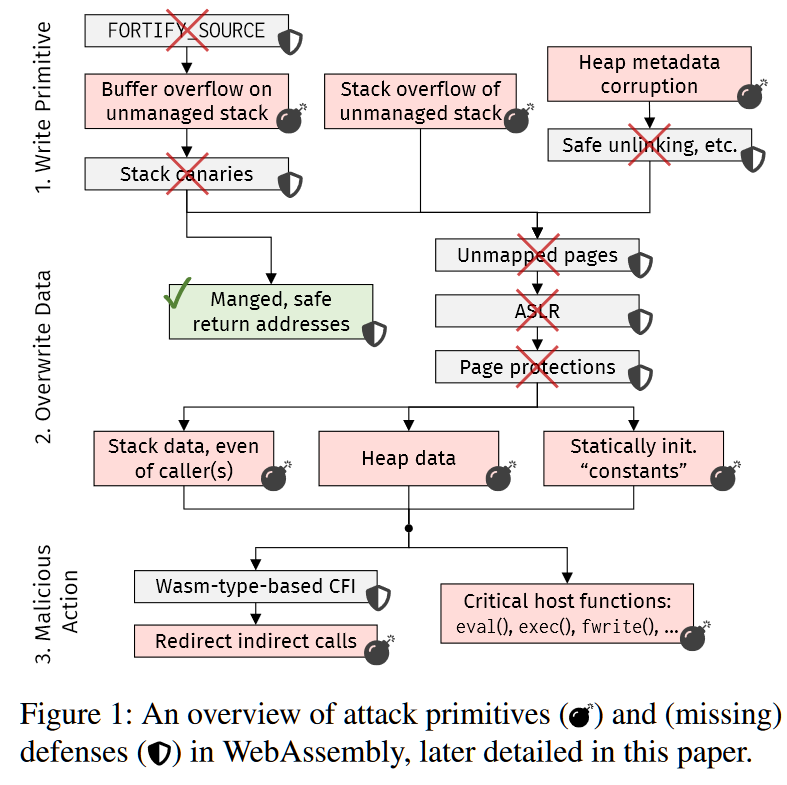 1. Write Primitive
FORTIFY_SOURCE
Buffer overflow on
unmanaged stack
Stack canaries
Stack overflow of
unmanaged stack
Heap metadata
corruption
Safe unlinking, etc.
2. Overwrite Data
Manged, safe
return addresses
Unmapped pages
ASLR
Page protections
Stack data, even
of caller(s)
Heap data
Statically init.
“constants”
3. Malicious
Action
Wasm-type-based CFI
Redirect indirect calls
Critical host functions:
eval(), exec(), fwrite(), ...
Figure 1: An overview of attack primitives () and (missing)
defenses () in WebAssembly, later detailed in this paper.